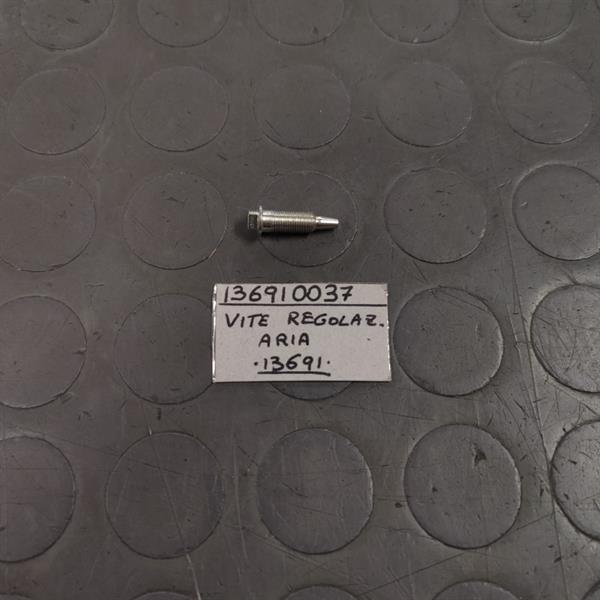 136910037
VITE REGOLAZ.
ARIA
·13691·